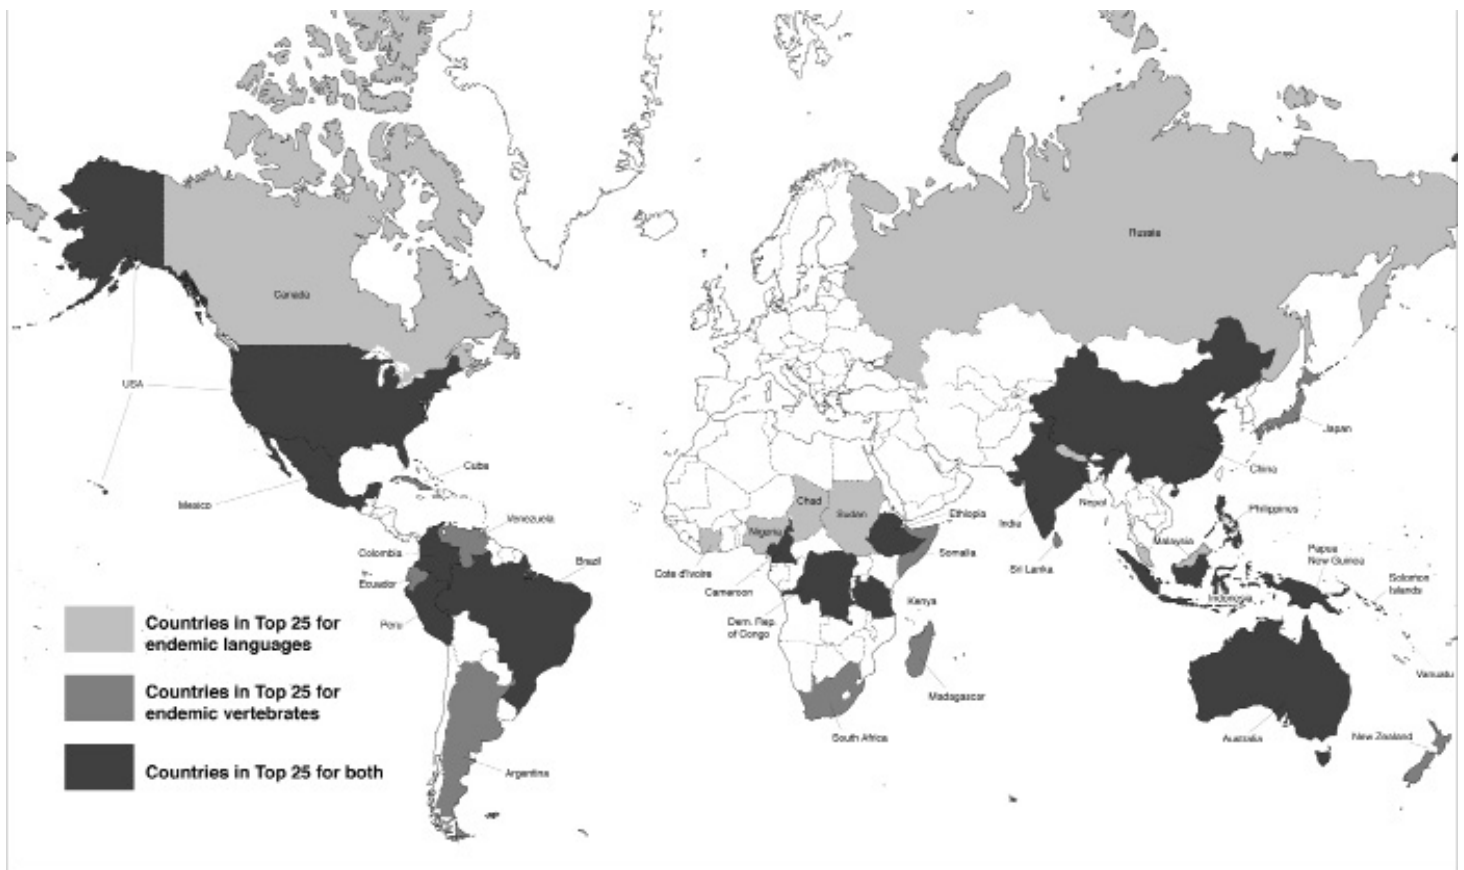 Russia
Canada
USA
Japan
Cuba
China
Mexico
Chad
Nepal
Venezuela
Nigeria
Sudan
Ethiopia
India
Philippines
Colombia
Malaysia
Somalia
Papua
New Guinea
Brazil
Cote d'Ivoire
Sri Lanka
Ecuador
Solomon
Islands
Cameroon
Kenya
Indonesia
Peru
Dem. Rep.
of Congo
Countries in Top 25 for
endemic languages
Vanuatu
Madagascar
Countries in Top 25 for
endemic vertebrates
South Africa
Australia
New Zealand
Argentina
Countries in Top 25 for both